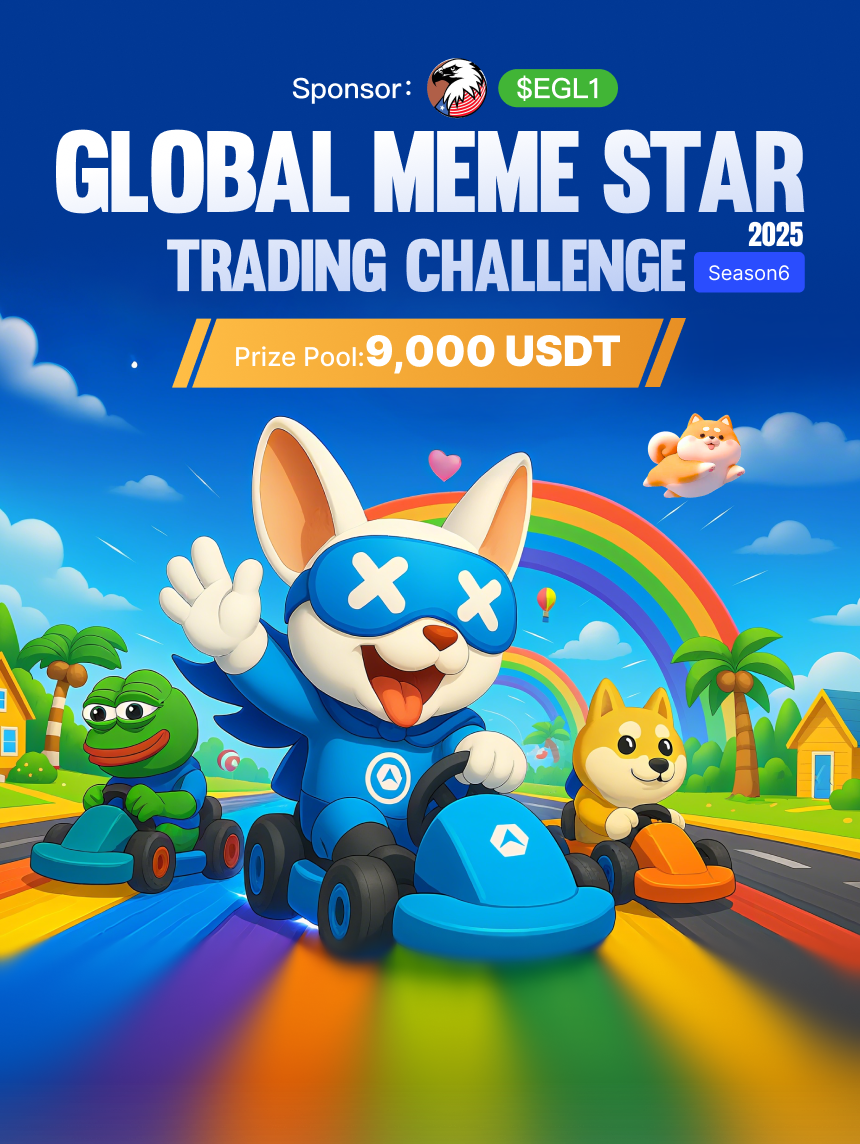 Sponsor: $EGL1
GLOBAL MEME STAR
2025
TRADING CHALLENGE Season6
Prize Pool:9,000 USDT